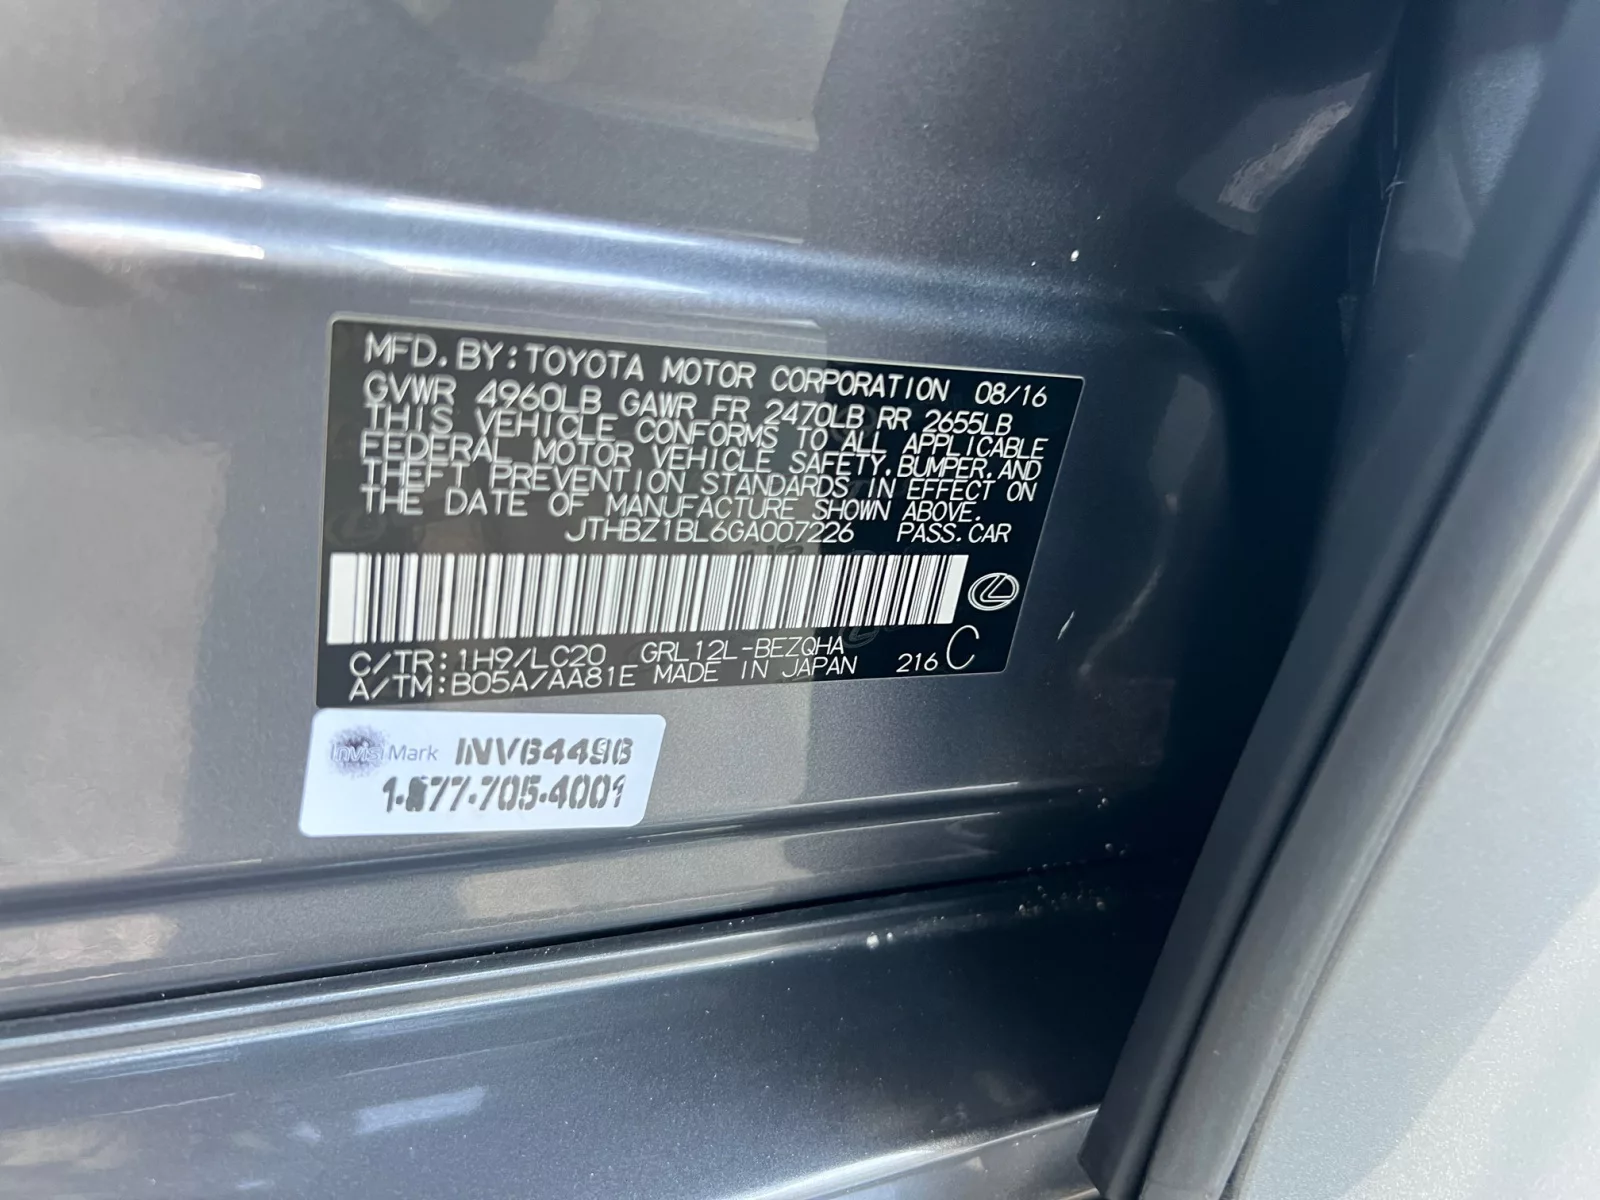 MFD. BY: TOYOTA MOTOR CORPORATION 08/16
GVWR 4960LB GAWR FR 2470LB RR 2655LB
THIS VEHICLE CONFORMS TO ALL APPLICABLE
FEDERAL MOTOR VEHICLE SAFETY, BUMPER, AND
THEFT PREVENTION STANDARDS IN EFFECT ON
THE DATE OF MANUFACTURE SHOWN ABOVE.
JTHBZ1BL6GA007226 PASS. CAR
C/TR: 1H9/LC20 GRL12L-BEZQHA
A/TM: B05A/AA81E MADE IN JAPAN 216 C
InvisiMark
1-877-705-4001